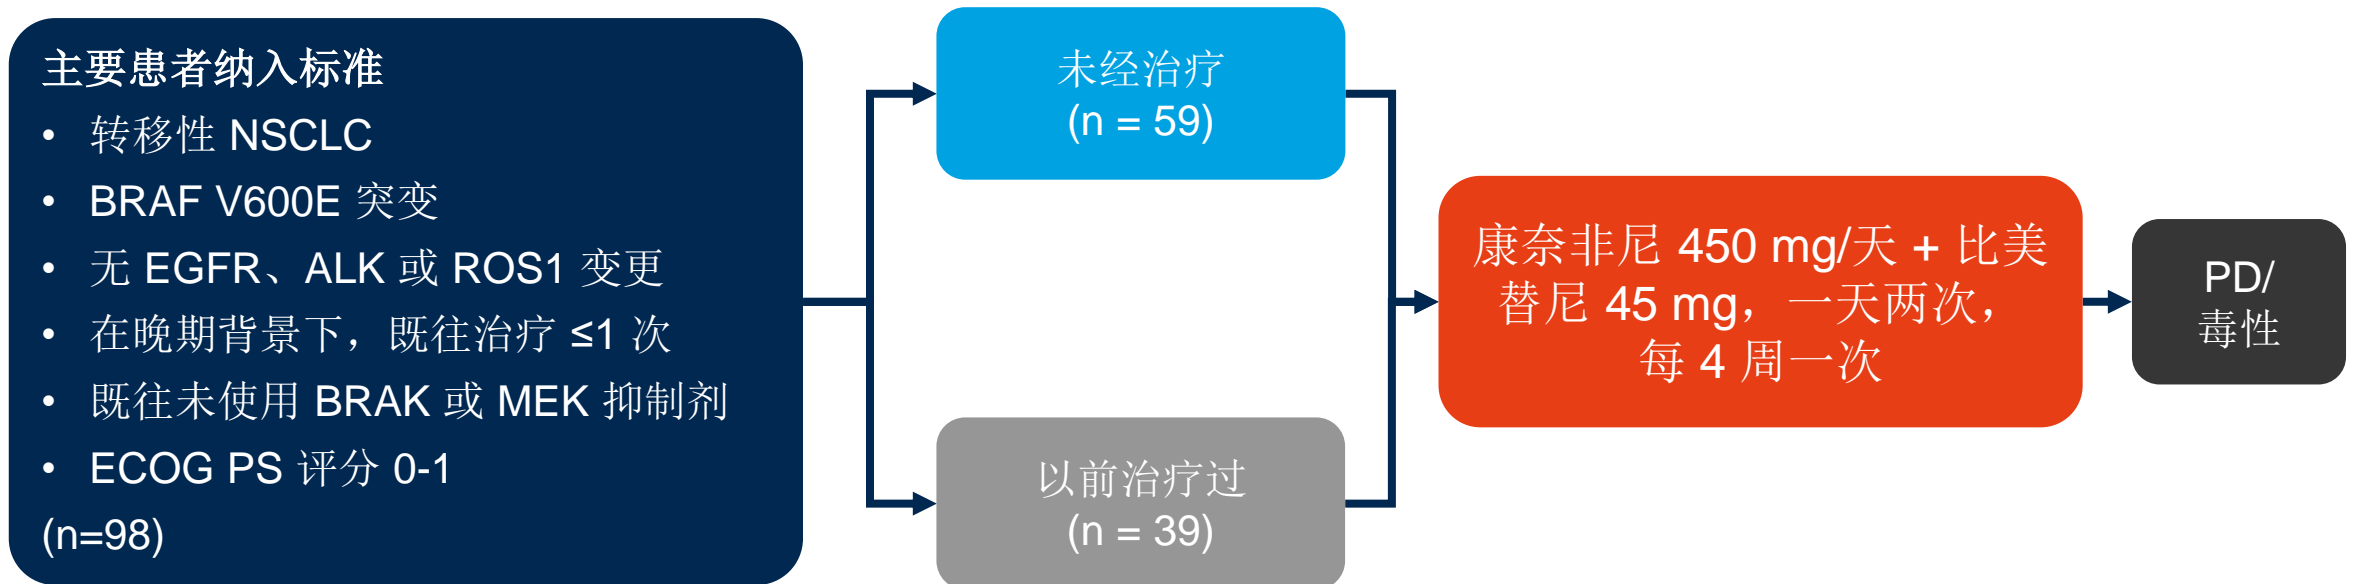 主要患者纳入标准
• 转移性 NSCLC
• BRAF V600E 突变
• 无 EGFR、ALK 或 ROS1 变更
• 在晚期背景下，既往治疗 ≤1 次
• 既往未使用 BRAK 或 MEK 抑制剂
• ECOG PS 评分 0-1
(n=98)
未经治疗
(n = 59)
以前治疗过
(n = 39)
康奈非尼 450 mg/天 + 比美
替尼 45 mg，一天两次，
每 4 周一次
PD/
毒性